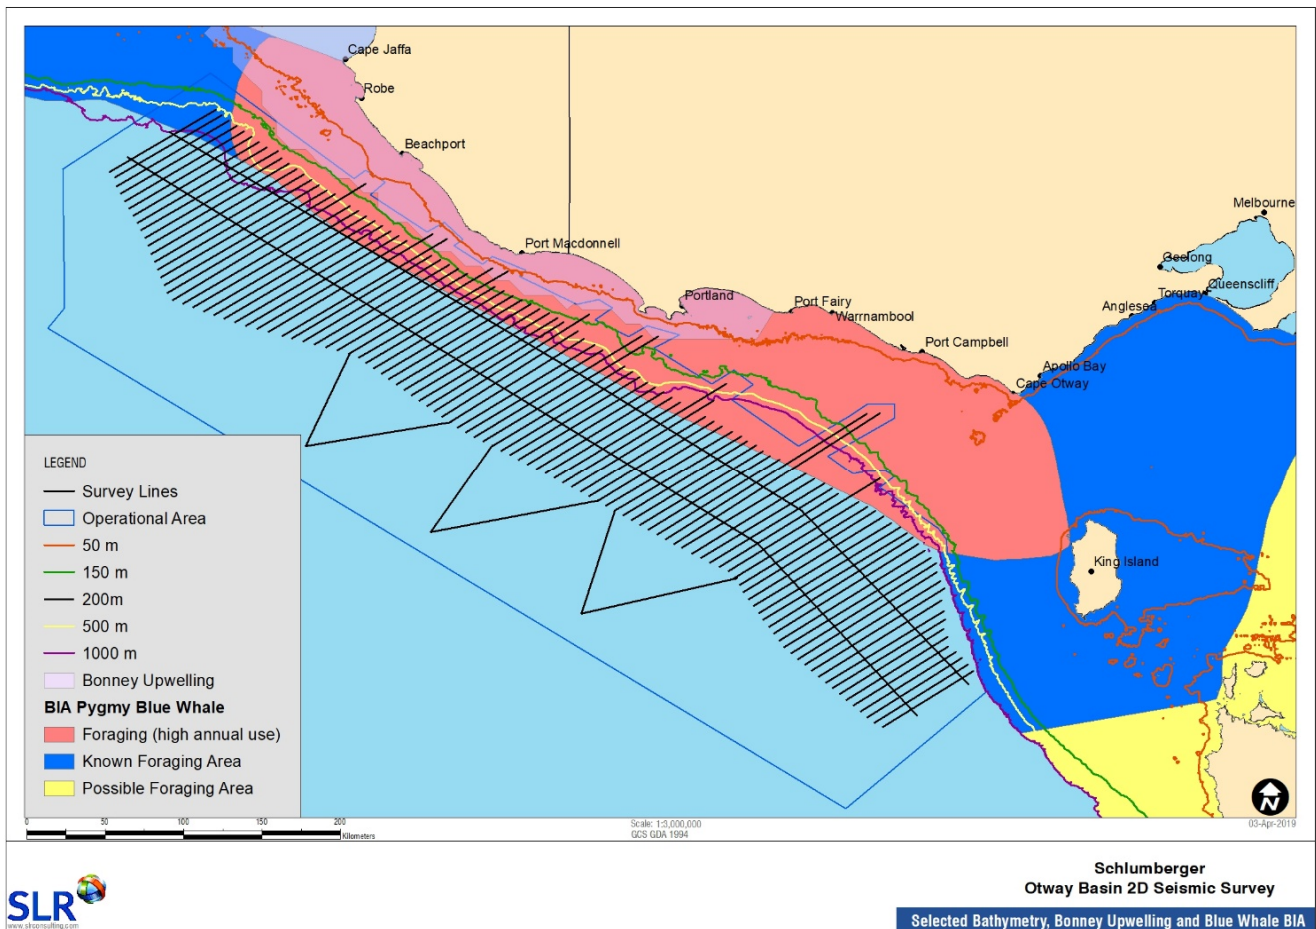 Cape Jaffa
Robe
Beachport
Melbourne
Port Macdonnell
Geelong
Queenscliff
Torquay
Portland
Port Fairy
Anglesea
Warrnambool
Port Campbell
Apollo Bay
Cape Otway
King Island
LEGEND
Survey Lines
Operational Area
50 m
150 m
200m
500 m
1000 m
Bonney Upwelling
BIA Pygmy Blue Whale
Foraging (high annual use)
Known Foraging Area
Possible Foraging Area
N
0 50 100 150 200
Kilometers
Scale: 1:3,000,000
GCS GDA 1994
03-Apr-2019
Schlumberger
Otway Basin 2D Seismic Survey
SLR
www.slrconsulting.com
Selected Bathymetry, Bonney Upwelling and Blue Whale BIA